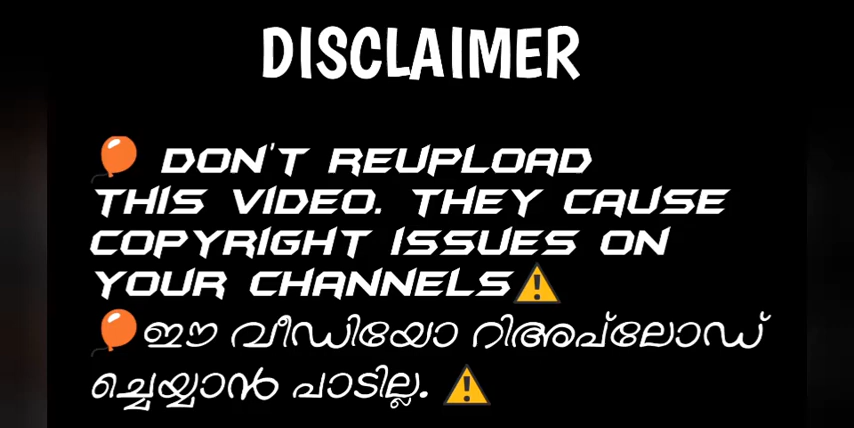 DISCLAIMER
🎈 DON'T REUPLOAD
THIS VIDEO. THEY CAUSE
COPYRIGHT ISSUES ON
YOUR CHANNELS⚠️
🎈ഈ വീഡിയോ റിഅപ്ലോഡ്
ച്ചെയ്യാൻ പാടില്ല. ⚠️